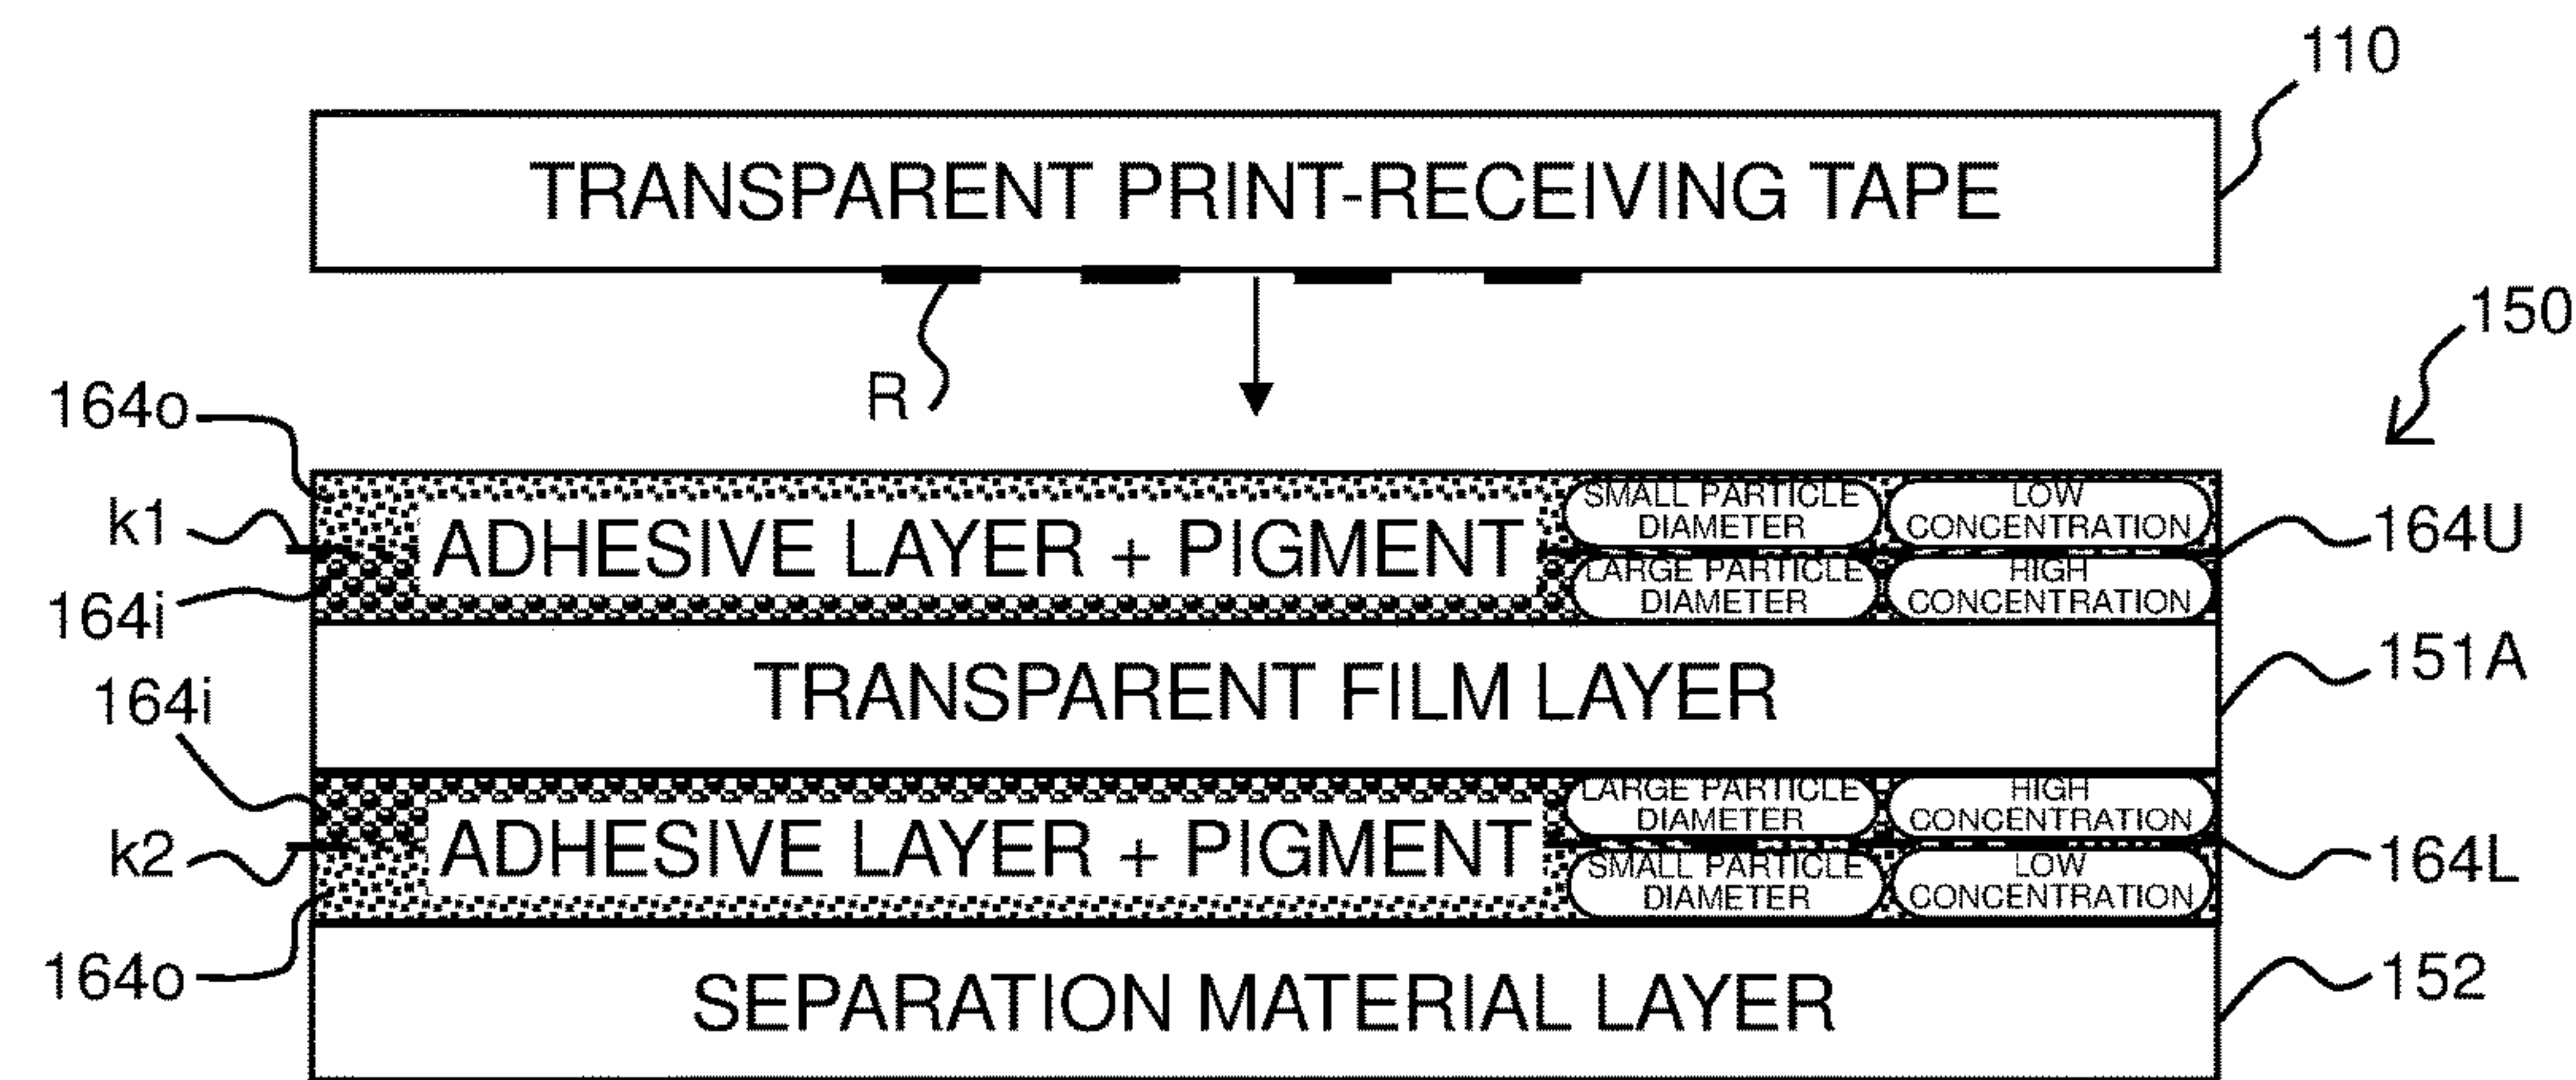 110
TRANSPARENT PRINT-RECEIVING TAPE
150
R
164o
k1
164i
ADHESIVE LAYER + PIGMENT
SMALL PARTICLE
DIAMETER
LOW
CONCENTRATION
LARGE PARTICLE
DIAMETER
HIGH
CONCENTRATION
164U
TRANSPARENT FILM LAYER
151A
164i
k2
164o
ADHESIVE LAYER + PIGMENT
LARGE PARTICLE
DIAMETER
HIGH
CONCENTRATION
SMALL PARTICLE
DIAMETER
LOW
CONCENTRATION
164L
SEPARATION MATERIAL LAYER
152